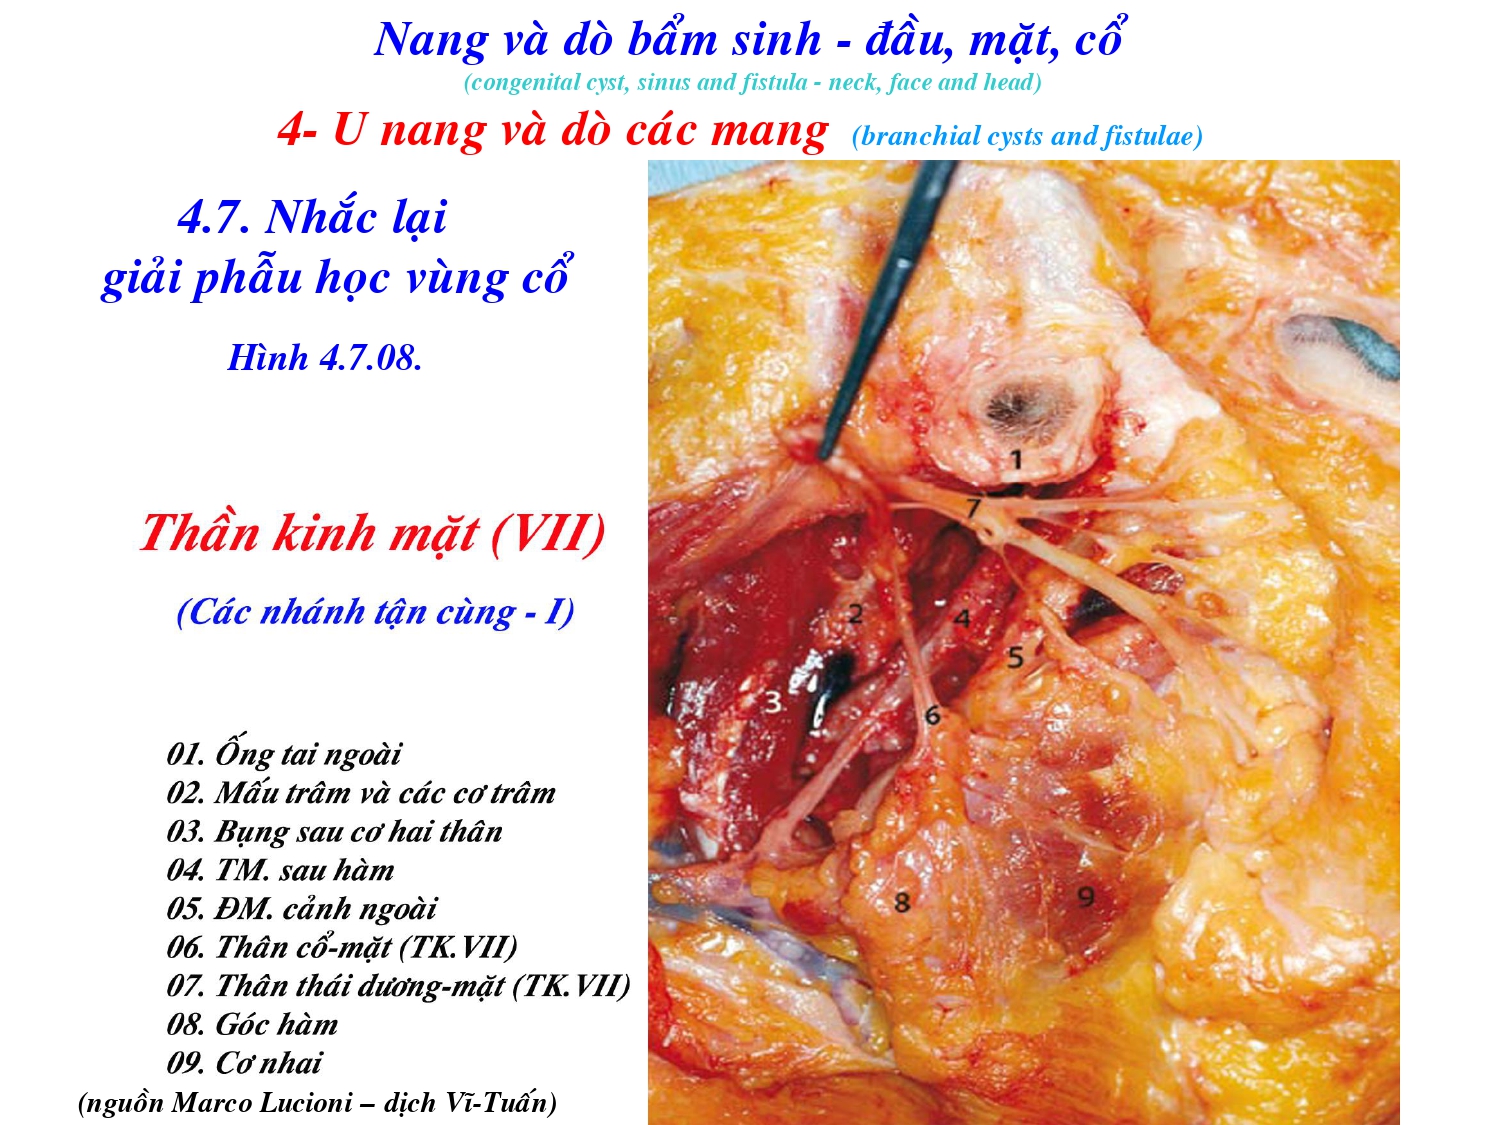 Nang và dò bẩm sinh - đầu, mặt, cổ
(congenital cyst, sinus and fistula - neck, face and head)
4- U nang và dò các mang (branchial cysts and fistulae)
4.7. Nhắc lại
giải phẫu học vùng cổ
Hình 4.7.08.
Thần kinh mặt (VII)
(Các nhánh tận cùng - I)
01. Ống tai ngoài
02. Mấu trâm và các cơ trâm
03. Bụng sau cơ hai thân
04. TM. sau hàm
05. ĐM. cảnh ngoài
06. Thân cổ-mặt (TK.VII)
07. Thân thái dương-mặt (TK.VII)
08. Góc hàm
09. Cơ nhai
(nguồn Marco Lucioni – dịch Vĩ-Tuấn)
1
7
2
4
5
3
6
8
9